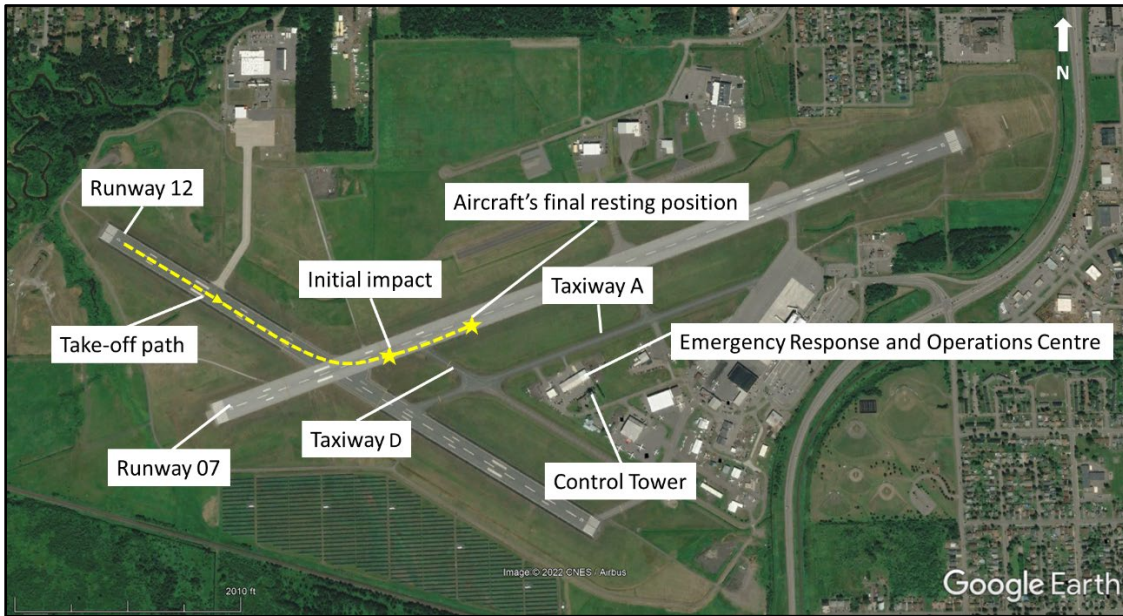 N
Runway 12
Aircraft's final resting position
Initial impact
Taxiway A
Take-off path
Emergency Response and Operations Centre
Taxiway D
Runway 07
Control Tower
Image © 2022 CNES / Airbus
2010 ft
Google Earth